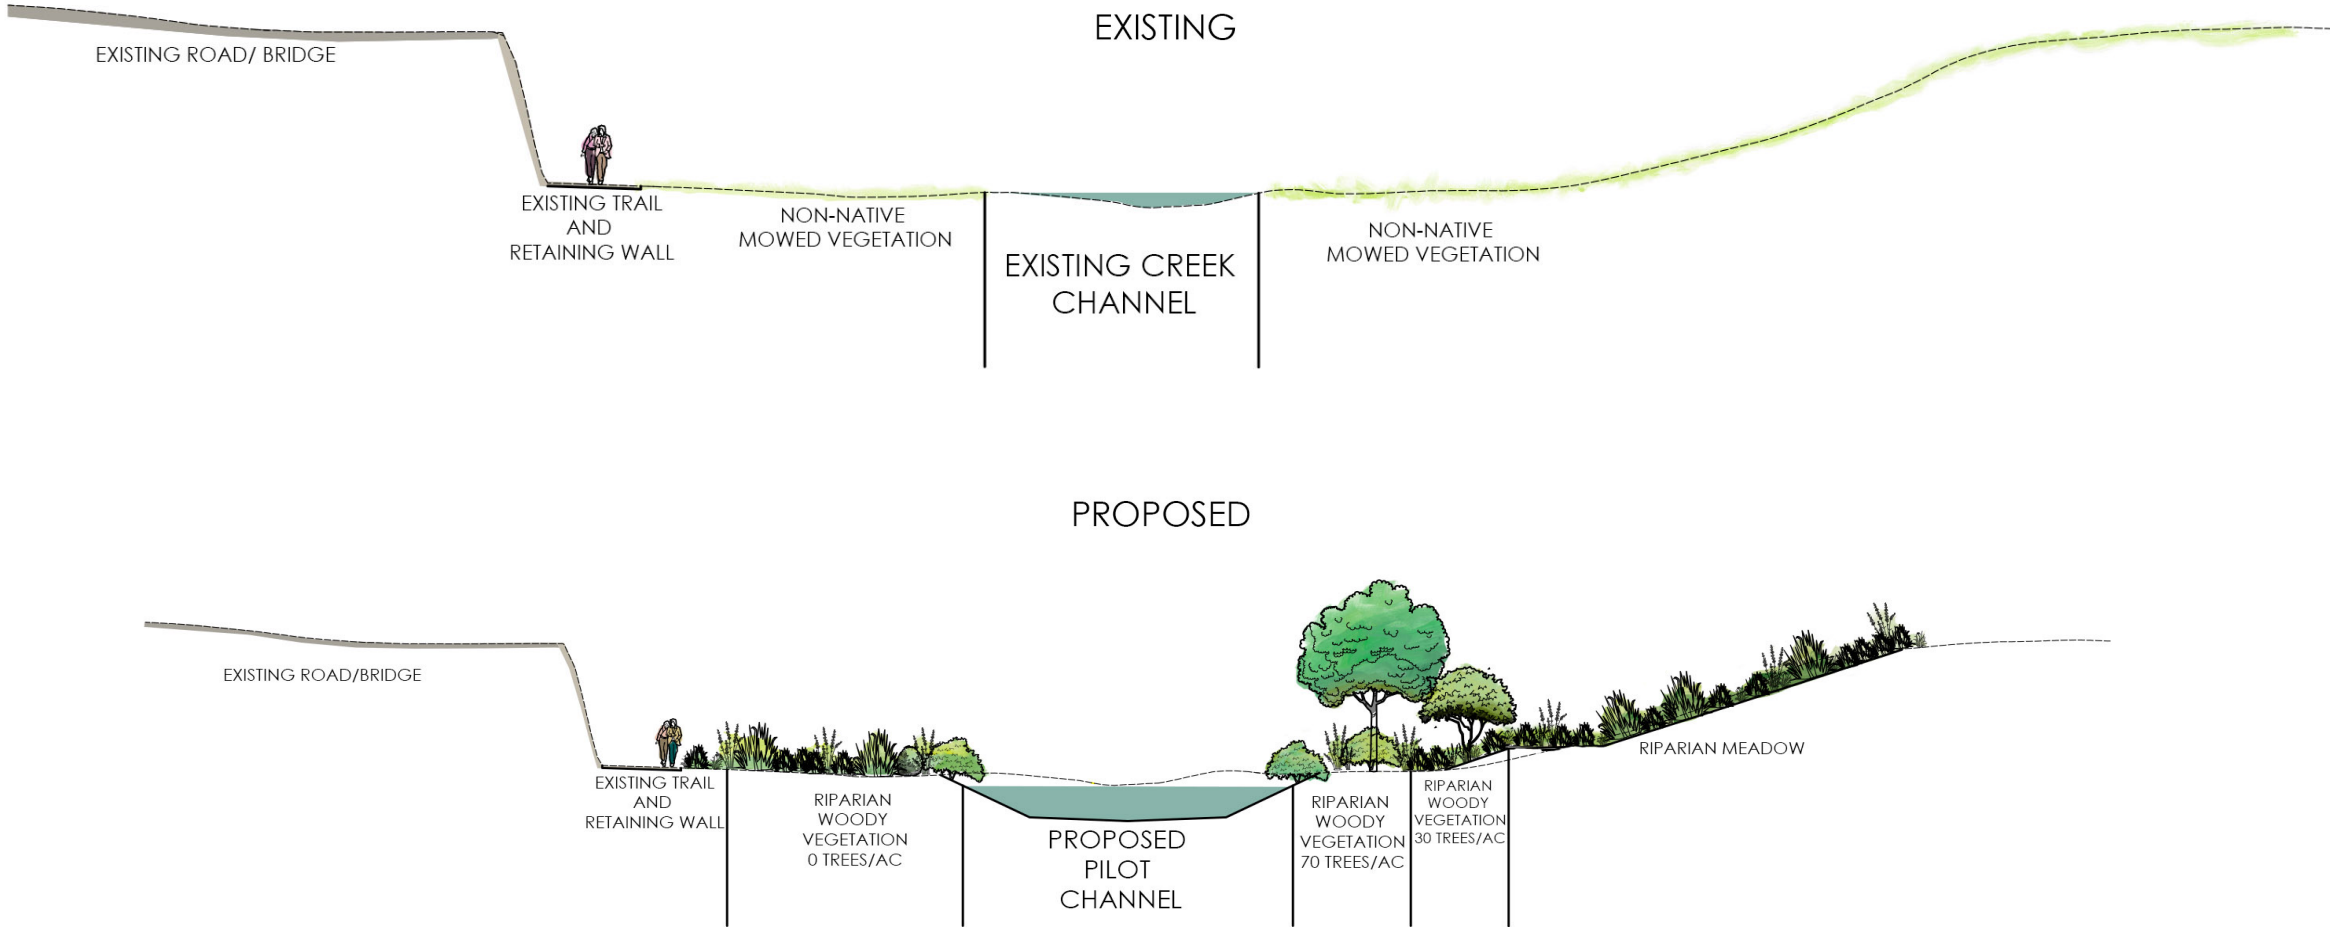 EXISTING
EXISTING ROAD/ BRIDGE
EXISTING TRAIL
AND
RETAINING WALL
NON-NATIVE
MOWED VEGETATION
EXISTING CREEK
CHANNEL
NON-NATIVE
MOWED VEGETATION
PROPOSED
EXISTING ROAD/BRIDGE
EXISTING TRAIL
AND
RETAINING WALL
RIPARIAN
WOODY
VEGETATION
0 TREES/AC
PROPOSED
PILOT
CHANNEL
RIPARIAN
WOODY
VEGETATION
70 TREES/AC
RIPARIAN
WOODY
VEGETATION
30 TREES/AC
RIPARIAN MEADOW